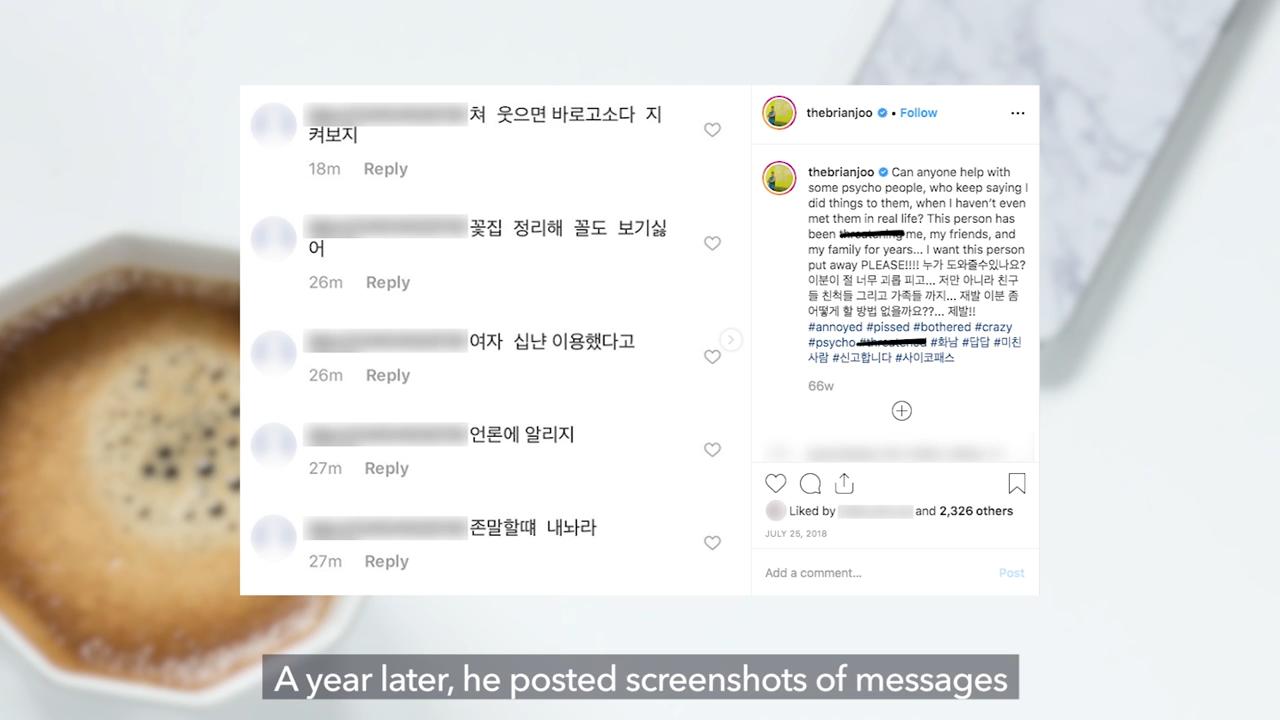 쳐 웃으면 바로고소다 지
켜보지
18m Reply
꽃집 정리해 꼴도 보기싫
어
26m Reply
여자 십냔 이용했다고
26m Reply
언론에 알리지
27m Reply
존말할떄 내놔라
27m Reply
thebrianjoo • Follow
thebrianjoo Can anyone help with
some psycho people, who keep saying I
did things to them, when I haven't even
met them in real life? This person has
been threatening me, my friends, and
my family for years... I want this person
put away PLEASE!!!! 누가 도와줄수있나요?
이분이 절 너무 괴롭 피고... 저만 아니라 친구
들 친척들 그리고 가족들 까지... 재발 이분 좀
어떻게 할 방법 없을까요??... 제발!!
#annoyed #pissed #bothered #crazy
#psycho #threatened #화남 #답답 #미친
사람 #신고합니다 #사이코패스
66w
Liked by and 2,326 others
JULY 25, 2018
Add a comment... Post
A year later, he posted screenshots of messages